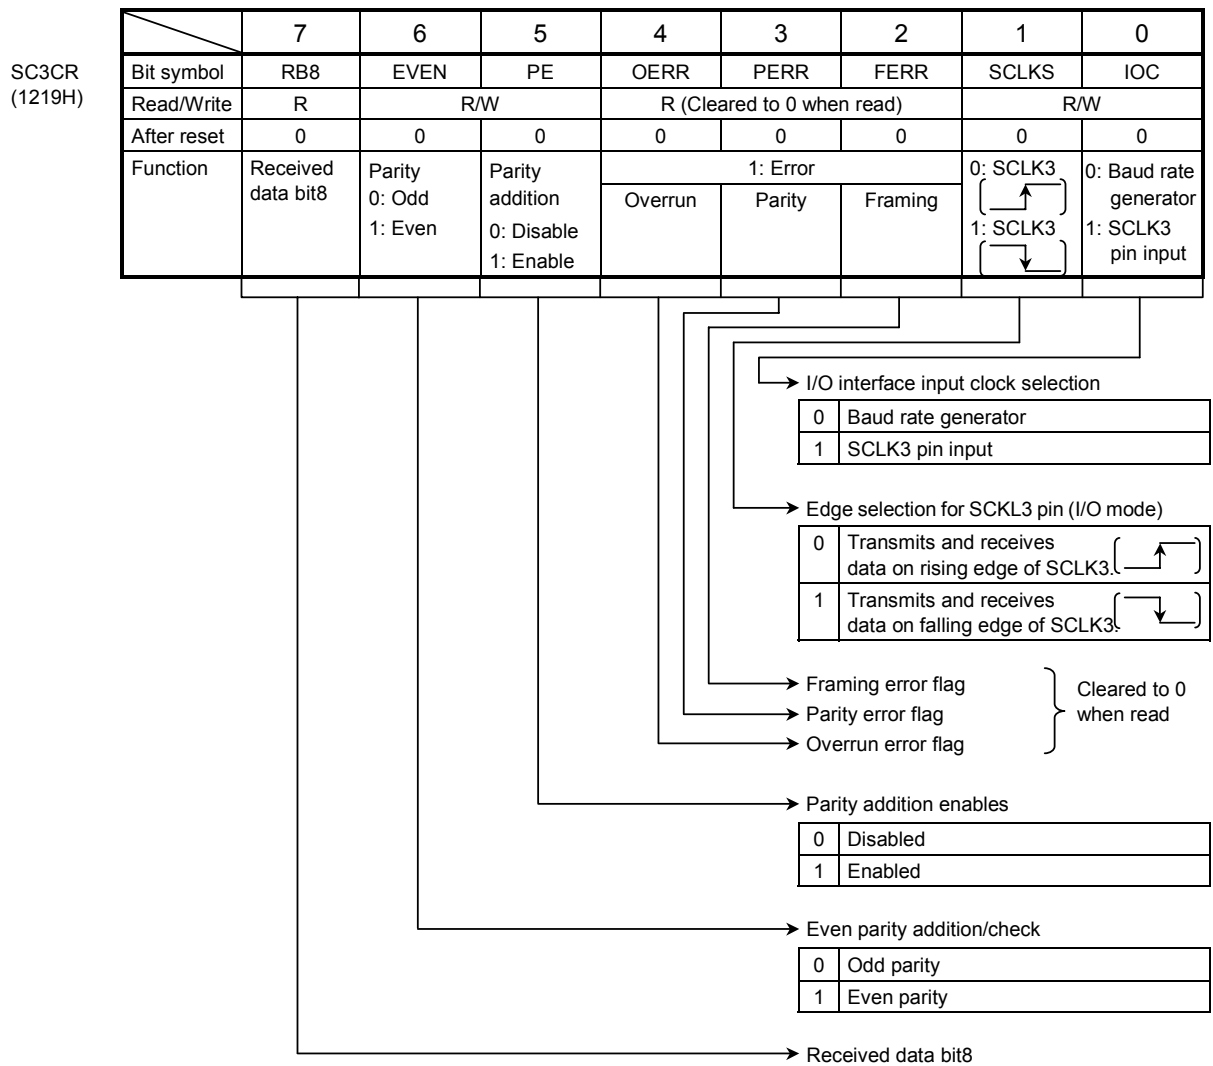 7 6 5 4 3 2 1 0
SC3CR
(1219H)
Bit symbol RB8 EVEN PE OERR PERR FERR SCLKS IOC
Read/Write R R/W R (Cleared to 0 when read) R/W
After reset 0 0 0 0 0 0 0 0
Function
Received
data bit8
Parity
0: Odd
1: Even
Parity
addition
0: Disable
1: Enable
1: Error
Overrun Parity Framing
0: SCLK3
1: SCLK3
0: Baud rate
generator
1: SCLK3
pin input
I/O interface input clock selection
0 Baud rate generator
1 SCLK3 pin input
Edge selection for SCKL3 pin (I/O mode)
0 Transmits and receives
data on rising edge of SCLK3.
1 Transmits and receives
data on falling edge of SCLK3.
Framing error flag
Parity error flag
Overrun error flag
Cleared to 0
when read
Parity addition enables
0 Disabled
1 Enabled
Even parity addition/check
0 Odd parity
1 Even parity
Received data bit8